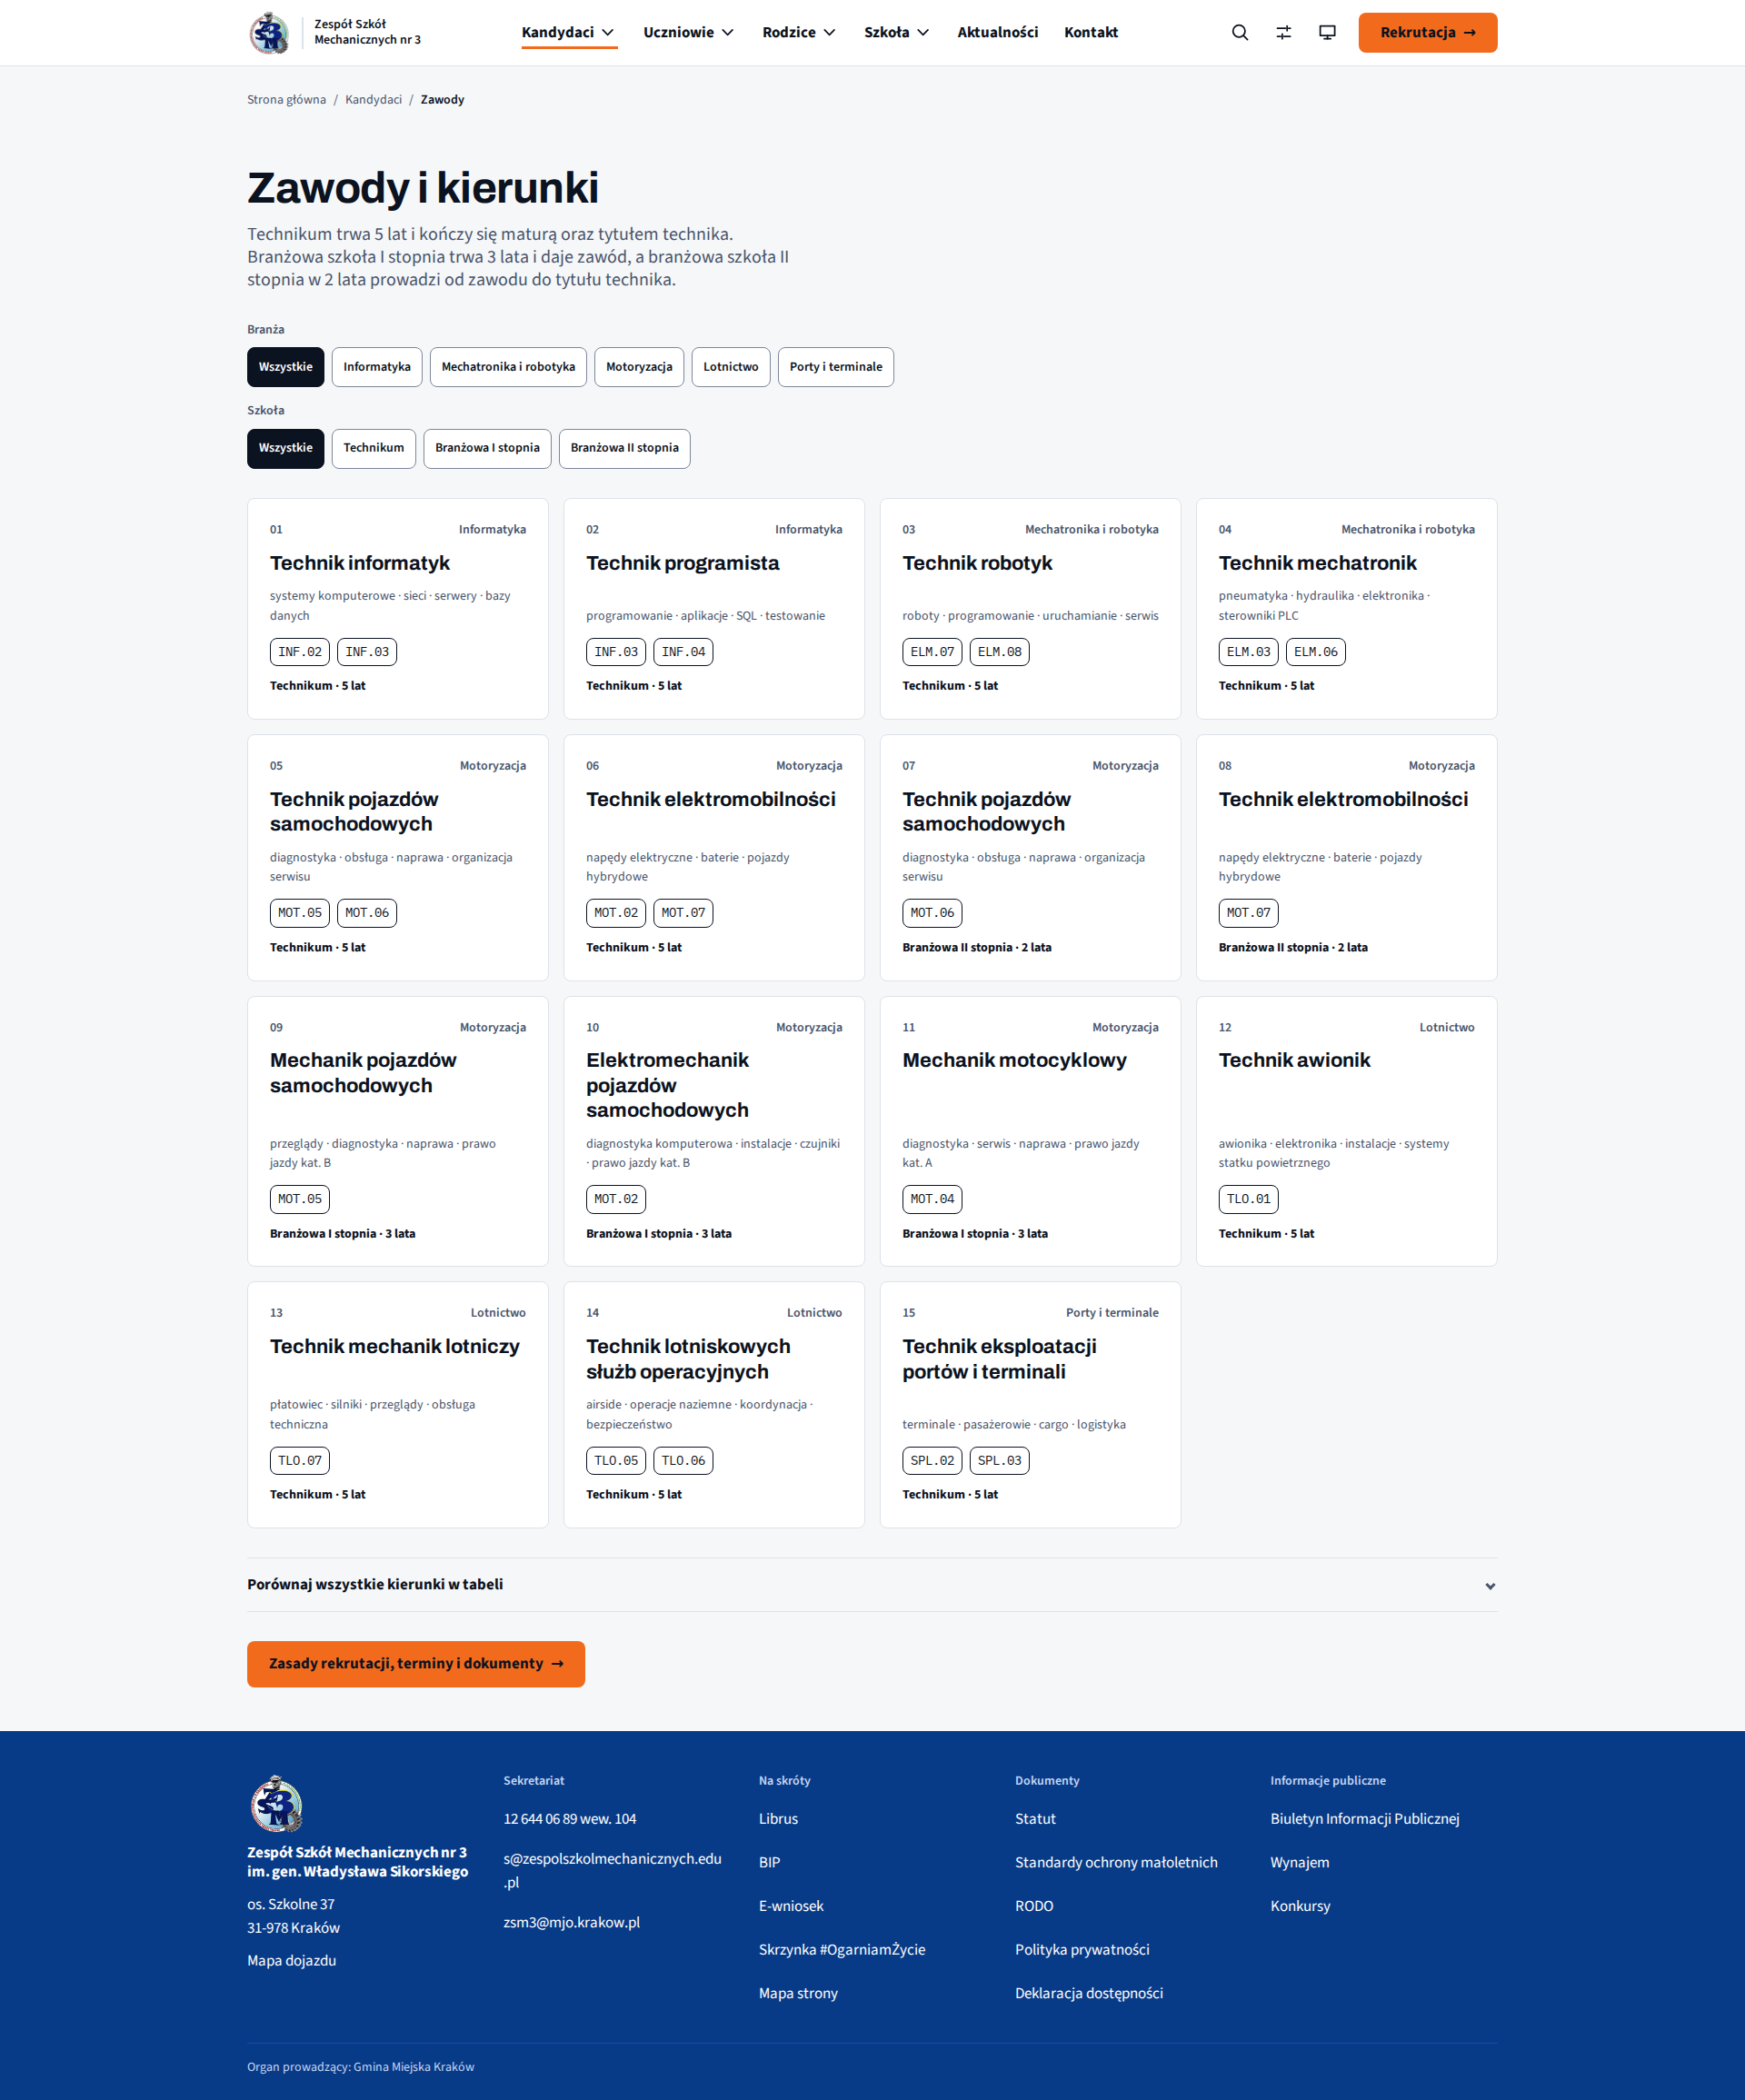 Zespół Szkół
Mechanicznych nr 3
Kandydaci
Uczniowie
Rodzice
Szkoła
Aktualności
Kontakt
Rekrutacja →
Strona główna / Kandydaci / Zawody
Zawody i kierunki
Technikum trwa 5 lat i kończy się maturą oraz tytułem technika.
Branżowa szkoła I stopnia trwa 3 lata i daje zawód, a branżowa szkoła II
stopnia w 2 lata prowadzi od zawodu do tytułu technika.
Branża
Wszystkie
Informatyka
Mechatronika i robotyka
Motoryzacja
Lotnictwo
Porty i terminale
Szkoła
Wszystkie
Technikum
Branżowa I stopnia
Branżowa II stopnia
01 Informatyka
Technik informatyk
systemy komputerowe · sieci · serwery · bazy
danych
INF.02 INF.03
Technikum · 5 lat
02 Informatyka
Technik programista
programowanie · aplikacje · SQL · testowanie
INF.03 INF.04
Technikum · 5 lat
03 Mechatronika i robotyka
Technik robotyk
roboty · programowanie · uruchamianie · serwis
ELM.07 ELM.08
Technikum · 5 lat
04 Mechatronika i robotyka
Technik mechatronik
pneumatyka · hydraulika · elektronika ·
sterowniki PLC
ELM.03 ELM.06
Technikum · 5 lat
05 Motoryzacja
Technik pojazdów
samochodowych
diagnostyka · obsługa · naprawa · organizacja
serwisu
MOT.05 MOT.06
Technikum · 5 lat
06 Motoryzacja
Technik elektromobilności
napędy elektryczne · baterie · pojazdy
hybrydowe
MOT.02 MOT.07
Technikum · 5 lat
07 Motoryzacja
Technik pojazdów
samochodowych
diagnostyka · obsługa · naprawa · organizacja
serwisu
MOT.06
Branżowa II stopnia · 2 lata
08 Motoryzacja
Technik elektromobilności
napędy elektryczne · baterie · pojazdy
hybrydowe
MOT.07
Branżowa II stopnia · 2 lata
09 Motoryzacja
Mechanik pojazdów
samochodowych
przeglądy · diagnostyka · naprawa · prawo
jazdy kat. B
MOT.05
Branżowa I stopnia · 3 lata
10 Motoryzacja
Elektromechanik
pojazdów
samochodowych
diagnostyka komputerowa · instalacje · czujniki
· prawo jazdy kat. B
MOT.02
Branżowa I stopnia · 3 lata
11 Motoryzacja
Mechanik motocyklowy
diagnostyka · serwis · naprawa · prawo jazdy
kat. A
MOT.04
Branżowa I stopnia · 3 lata
12 Lotnictwo
Technik awionik
awionika · elektronika · instalacje · systemy
statku powietrznego
TLO.01
Technikum · 5 lat
13 Lotnictwo
Technik mechanik lotniczy
płatowiec · silniki · przeglądy · obsługa
techniczna
TLO.07
Technikum · 5 lat
14 Lotnictwo
Technik lotniskowych
służb operacyjnych
airside · operacje naziemne · koordynacja ·
bezpieczeństwo
TLO.05 TLO.06
Technikum · 5 lat
15 Porty i terminale
Technik eksploatacji
portów i terminali
terminale · pasażerowie · cargo · logistyka
SPL.02 SPL.03
Technikum · 5 lat
Porównaj wszystkie kierunki w tabeli
Zasady rekrutacji, terminy i dokumenty →
Zespół Szkół Mechanicznych nr 3
im. gen. Władysława Sikorskiego
os. Szkolne 37
31-978 Kraków
Mapa dojazdu
Sekretariat
12 644 06 89 wew. 104
s@zespolszkolmechanicznych.edu
.pl
zsm3@mjo.krakow.pl
Na skróty
Librus
BIP
E-wniosek
Skrzynka #OgarniamŻycie
Mapa strony
Dokumenty
Statut
Standardy ochrony małoletnich
RODO
Polityka prywatności
Deklaracja dostępności
Informacje publiczne
Biuletyn Informacji Publicznej
Wynajem
Konkursy
Organ prowadzący: Gmina Miejska Kraków